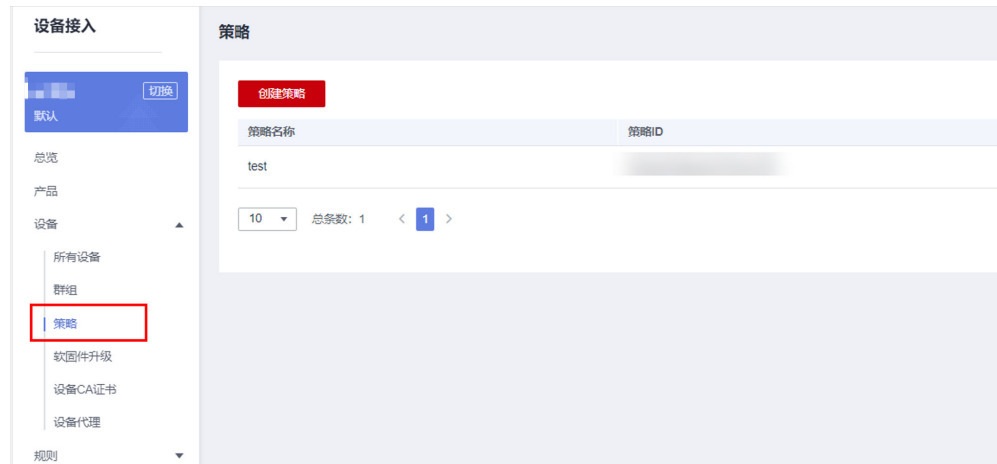 设备接入
切换
默认
总览
产品
设备
所有设备
群组
策略
软固件升级
设备CA证书
设备代理
规则
策略
创建策略
策略名称 策略ID
test
10 总条数：1 < 1 >